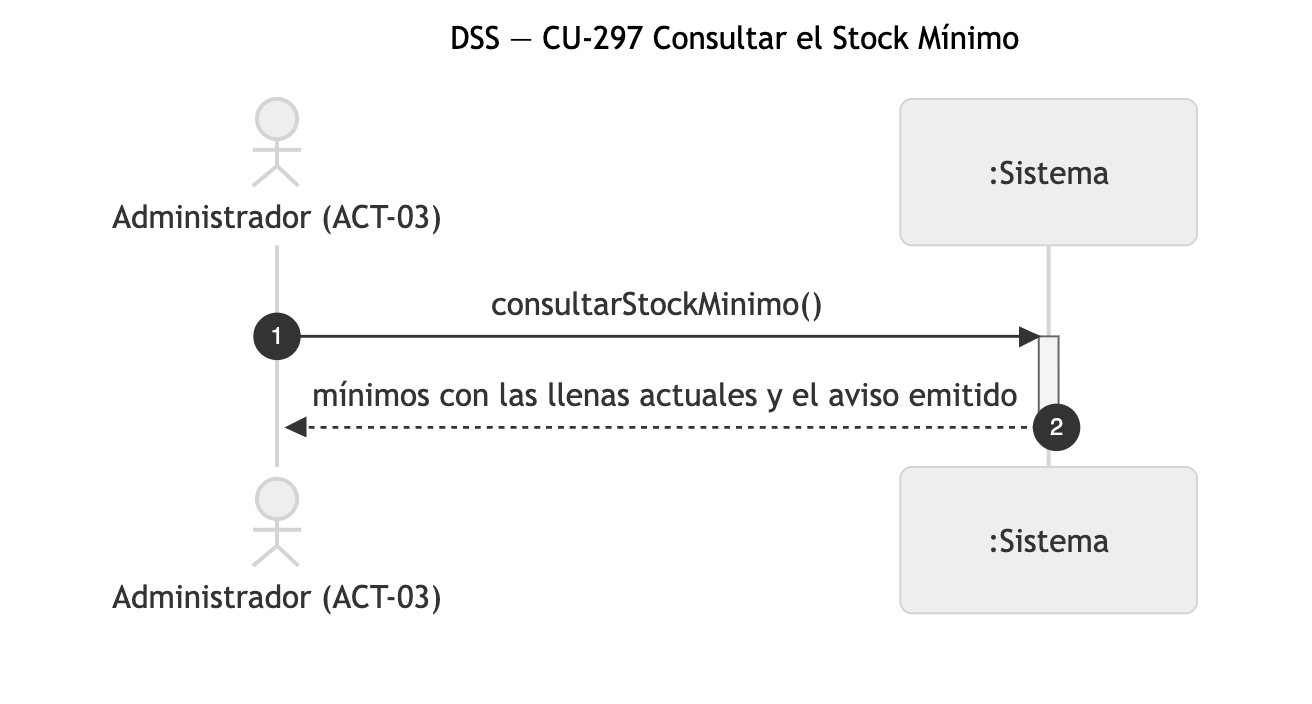 DSS — CU-297 Consultar el Stock Mínimo
Administrador (ACT-03)
:Sistema
consultarStockMinimo()
1
mínimos con las llenas actuales y el aviso emitido
2
Administrador (ACT-03)
:Sistema